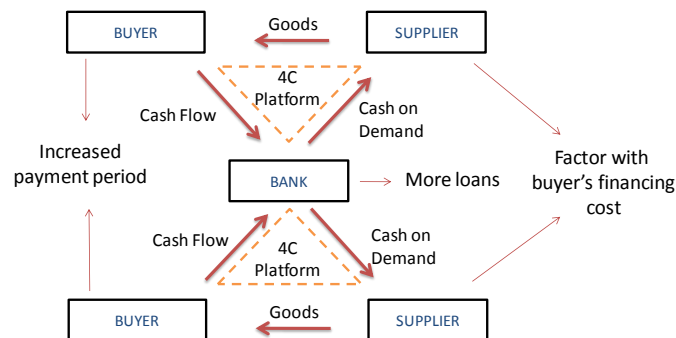 Goods
BUYER
SUPPLIER
4C
Platform
Cash Flow
Cash on
Demand
Increased
payment period
BANK
More loans
Factor with
buyer's financing
cost
Cash Flow
4C
Platform
Cash on
Demand
Goods
BUYER
SUPPLIER